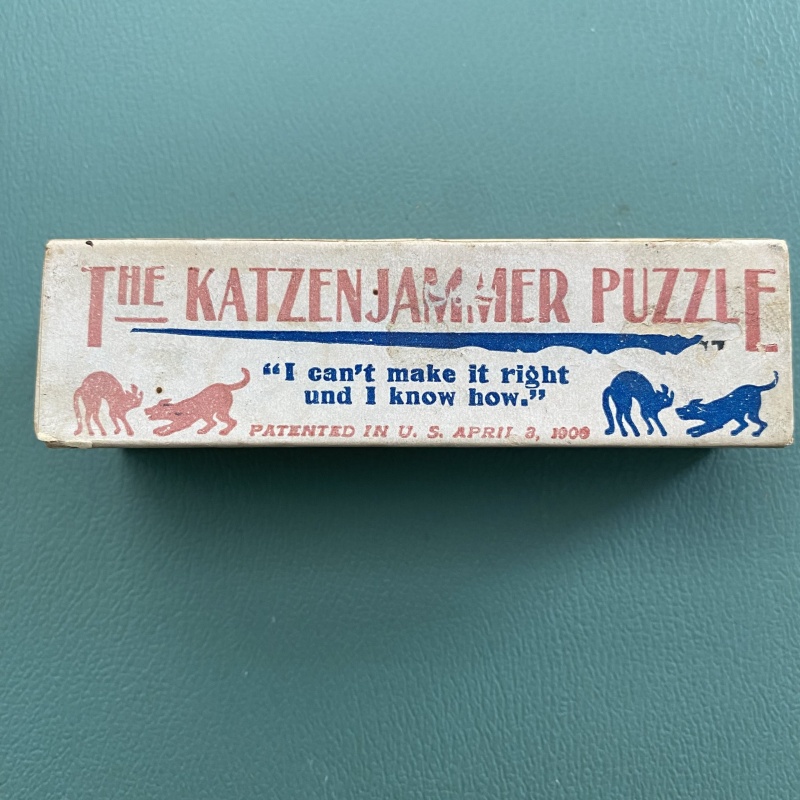 THE KATZENJAMMER PUZZLE
“I can't make it right
und I know how.”
PATENTED IN U. S. APRIL 3, 1906